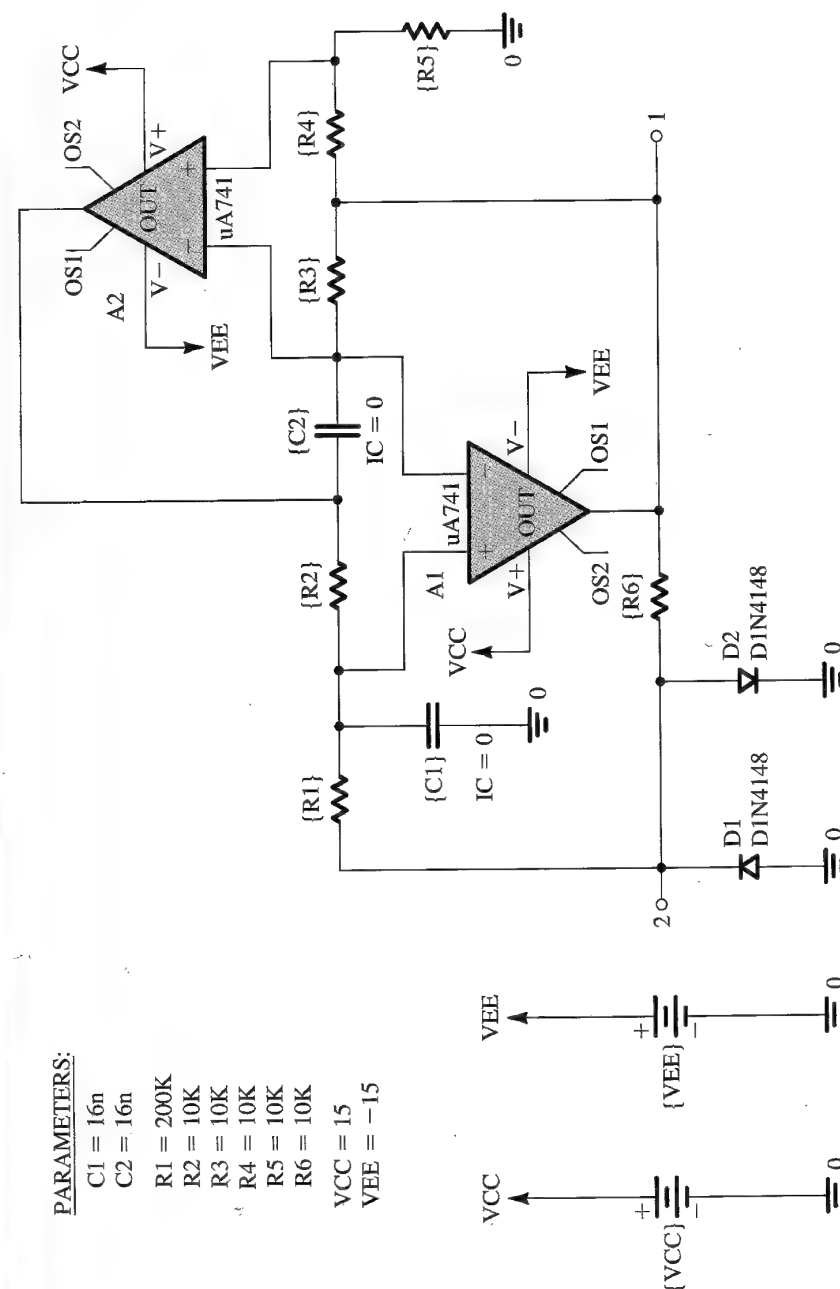 PARAMETERS:
C1 = 16n
C2 = 16n
R1 = 200K
R2 = 10K
R3 = 10K
R4 = 10K
R5 = 10K
R6 = 10K
VCC = 15
VEE = −15
VCC
+
{VCC}
−
0
VEE
+
{VEE}
−
0
2
D1
D1N4148
0
D2
D1N4148
0
{R1}
{C1}
IC = 0
0
{R2}
{C2}
IC = 0
{R3}
{R4}
{R5}
0
A1
uA741
+
−
V+
V−
OUT
OS2
OS1
VCC
VEE
{R6}
1
A2
uA741
−
+
V−
V+
OUT
OS1
OS2
VEE
VCC